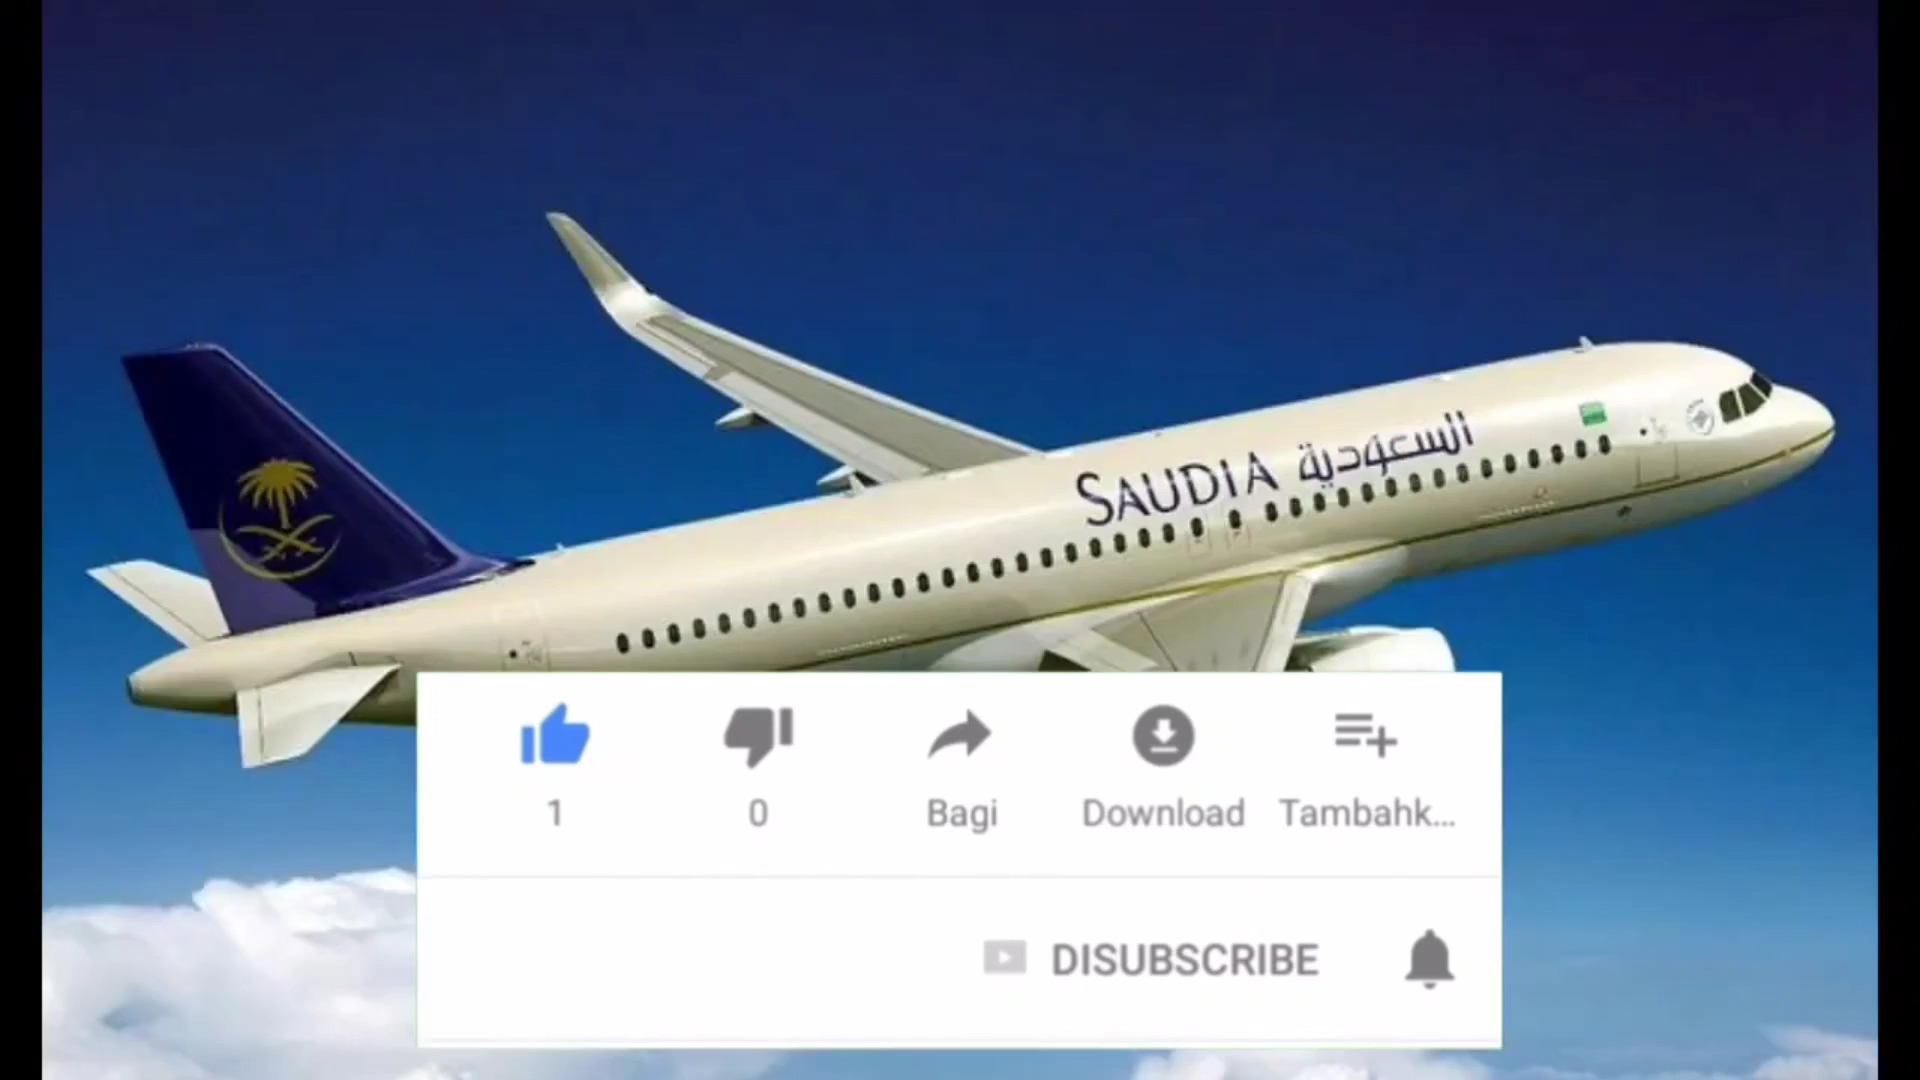 SAUDIA السعودية
1 0 Bagi Download Tambahk...
DISUBSCRIBE